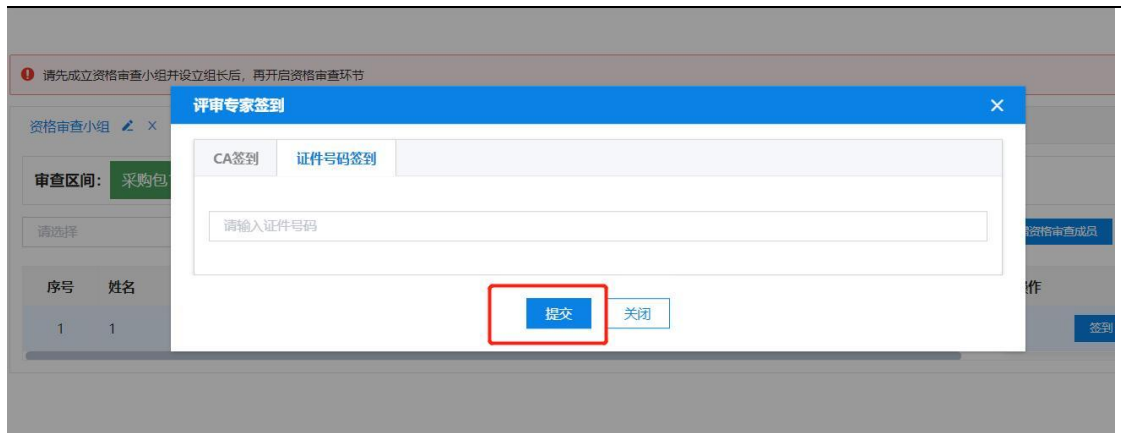 请先成立资格审查小组并设立组长后，再开启资格审查环节
评审专家签到
资格审查小组
CA签到 证件号码签到
审查区间： 采购包
请输入证件号码
请选择
资格审查成员
序号 姓名
作
提交 关闭
1 1
签到